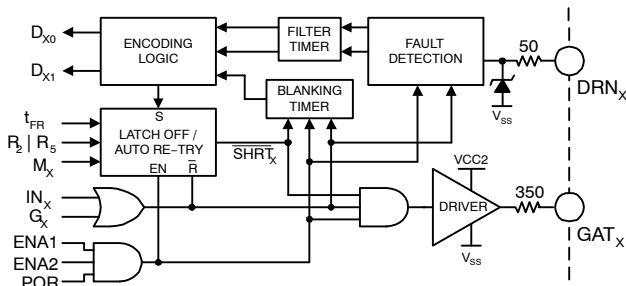 D_X0
D_X1
ENCODING
LOGIC
FILTER
TIMER
FAULT
DETECTION
50
DRN_X
V_SS
BLANKING
TIMER
S
t_FR
R_2 | R_5
M_X
LATCH OFF /
AUTO RE−TRY
EN
R̅
S̅H̅R̅T̅_X
IN_X
G_X
ENA1
ENA2
POR
VCC2
DRIVER
V_SS
350
GAT_X